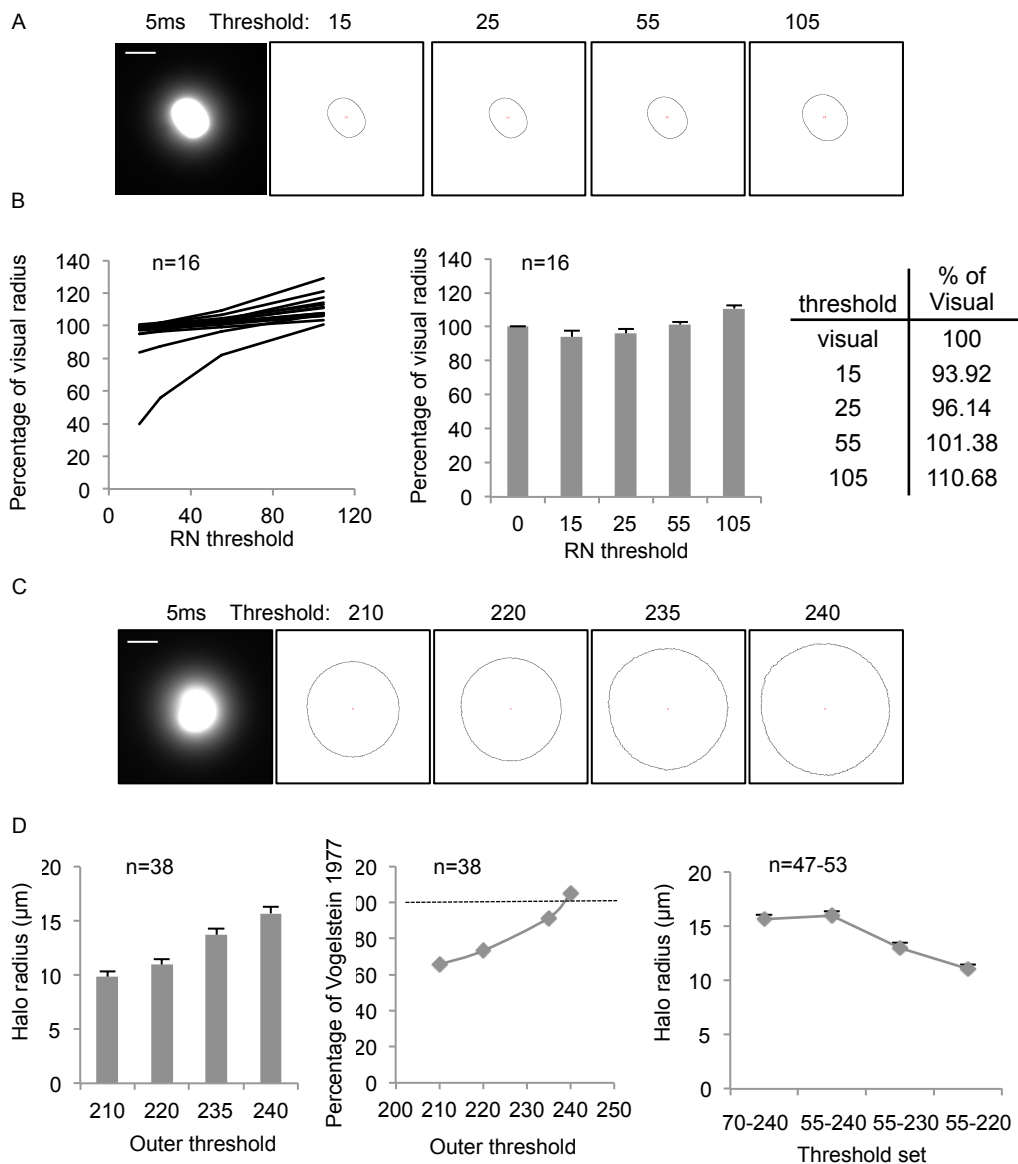 A
5ms Threshold: 15 25 55 105
B
Percentage of visual radius
140
120
100
80
60
40
20
0
n=16
0 40 80 120
RN threshold
Percentage of visual radius
140
120
100
80
60
40
20
0
n=16
0 15 25 55 105
RN threshold
threshold % of Visual
visual 100
15 93.92
25 96.14
55 101.38
105 110.68
C
5ms Threshold: 210 220 235 240
D
Halo radius (µm)
20
15
10
5
0
n=38
210 220 235 240
Outer threshold
Percentage of Vogelstein 1977
20
00
80
60
40
20
0
n=38
200 210 220 230 240 250
Outer threshold
Halo radius (µm)
20
15
10
5
0
n=47-53
70-240 55-240 55-230 55-220
Threshold set